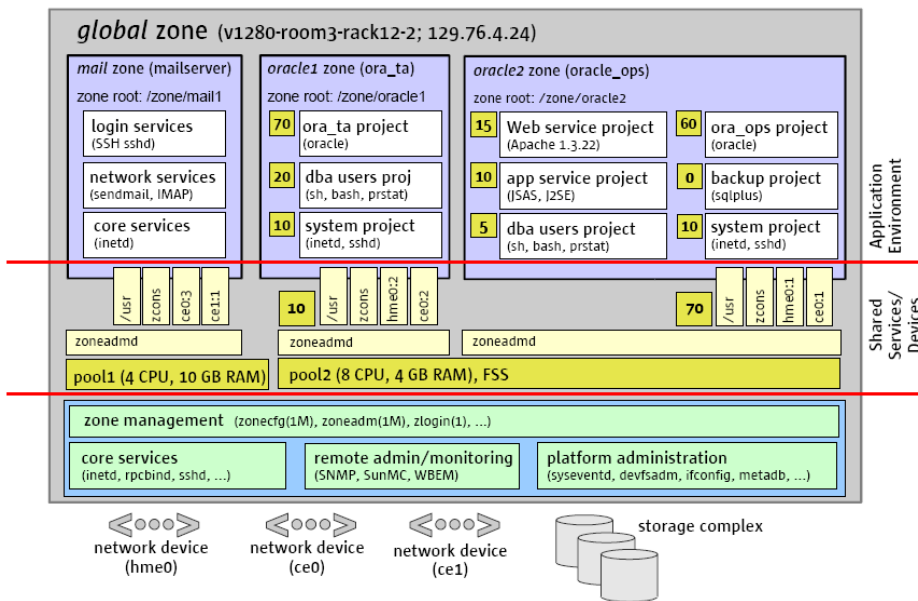 global zone (v1280-room3-rack12-2; 129.76.4.24)
mail zone (mailserver)
zone root: /zone/mail1
login services
(SSH sshd)
network services
(sendmail, IMAP)
core services
(inetd)
oracle1 zone (ora_ta)
zone root: /zone/oracle1
70
ora_ta project
(oracle)
20
dba users proj
(sh, bash, prstat)
10
system project
(inetd, sshd)
oracle2 zone (oracle_ops)
zone root: /zone/oracle2
15
Web service project
(Apache 1.3.22)
10
app service project
(JSAS, J2SE)
5
dba users project
(sh, bash, prstat)
60
ora_ops project
(oracle)
0
backup project
(sqlplus)
10
system project
(inetd, sshd)
Application
Environment
/usr
zcons
ce0:3
ce1:1
10
/usr
zcons
hme0:2
ce0:2
70
/usr
zcons
hme0:1
ce0:1
zoneadmd
zoneadmd
zoneadmd
pool1 (4 CPU, 10 GB RAM)
pool2 (8 CPU, 4 GB RAM), FSS
Shared
Services/
Devices
zone management (zonecfg(1M), zoneadm(1M), zlogin(1), ...)
core services
(inetd, rpcbind, sshd, ...)
remote admin/monitoring
(SNMP, SunMC, WBEM)
platform administration
(syseventd, devfsadm, ifconfig, metadb, ...)
network device
(hme0)
network device
(ce0)
network device
(ce1)
storage complex